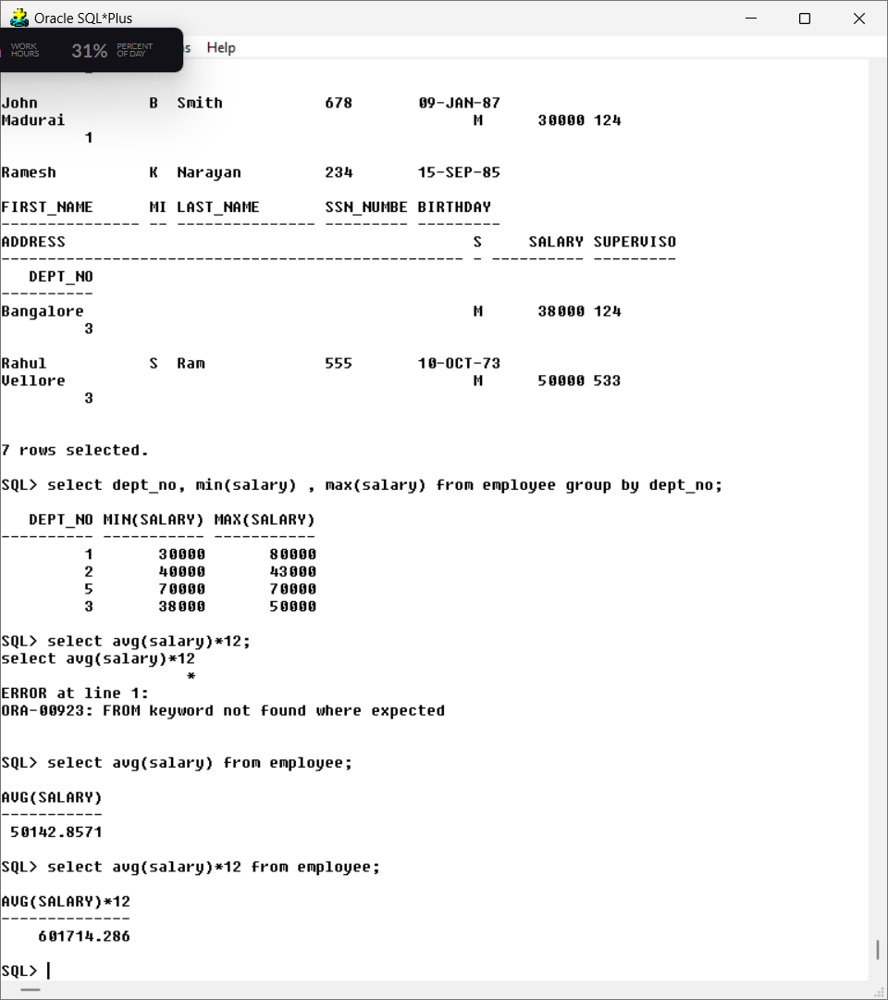 Oracle SQL*Plus
WORK HOURS 31% PERCENT OF DAY
Help
John B Smith 678 09-JAN-87
Madurai M 30000 124
1
Ramesh K Narayan 234 15-SEP-85
FIRST_NAME MI LAST_NAME SSN_NUMBE BIRTHDAY
--------------- -- --------------- --------- ---------
ADDRESS S SALARY SUPERVISO
-------------------------------------------------- - ---------- ---------
DEPT_NO
----------
Bangalore M 38000 124
3
Rahul S Ram 555 10-OCT-73
Vellore M 50000 533
3
7 rows selected.
SQL> select dept_no, min(salary) , max(salary) from employee group by dept_no;
DEPT_NO MIN(SALARY) MAX(SALARY)
---------- ----------- -----------
1 30000 80000
2 40000 43000
5 70000 70000
3 38000 50000
SQL> select avg(salary)*12;
select avg(salary)*12
*
ERROR at line 1:
ORA-00923: FROM keyword not found where expected
SQL> select avg(salary) from employee;
AVG(SALARY)
-----------
50142.8571
SQL> select avg(salary)*12 from employee;
AVG(SALARY)*12
--------------
601714.286
SQL>